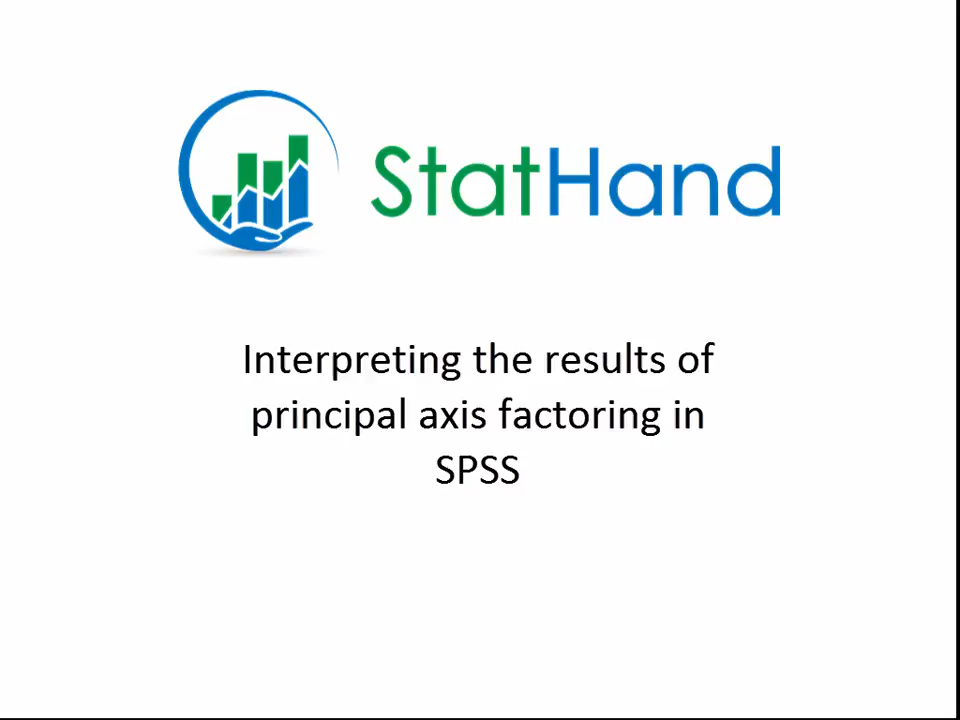 StatHand
Interpreting the results of
principal axis factoring in
SPSS